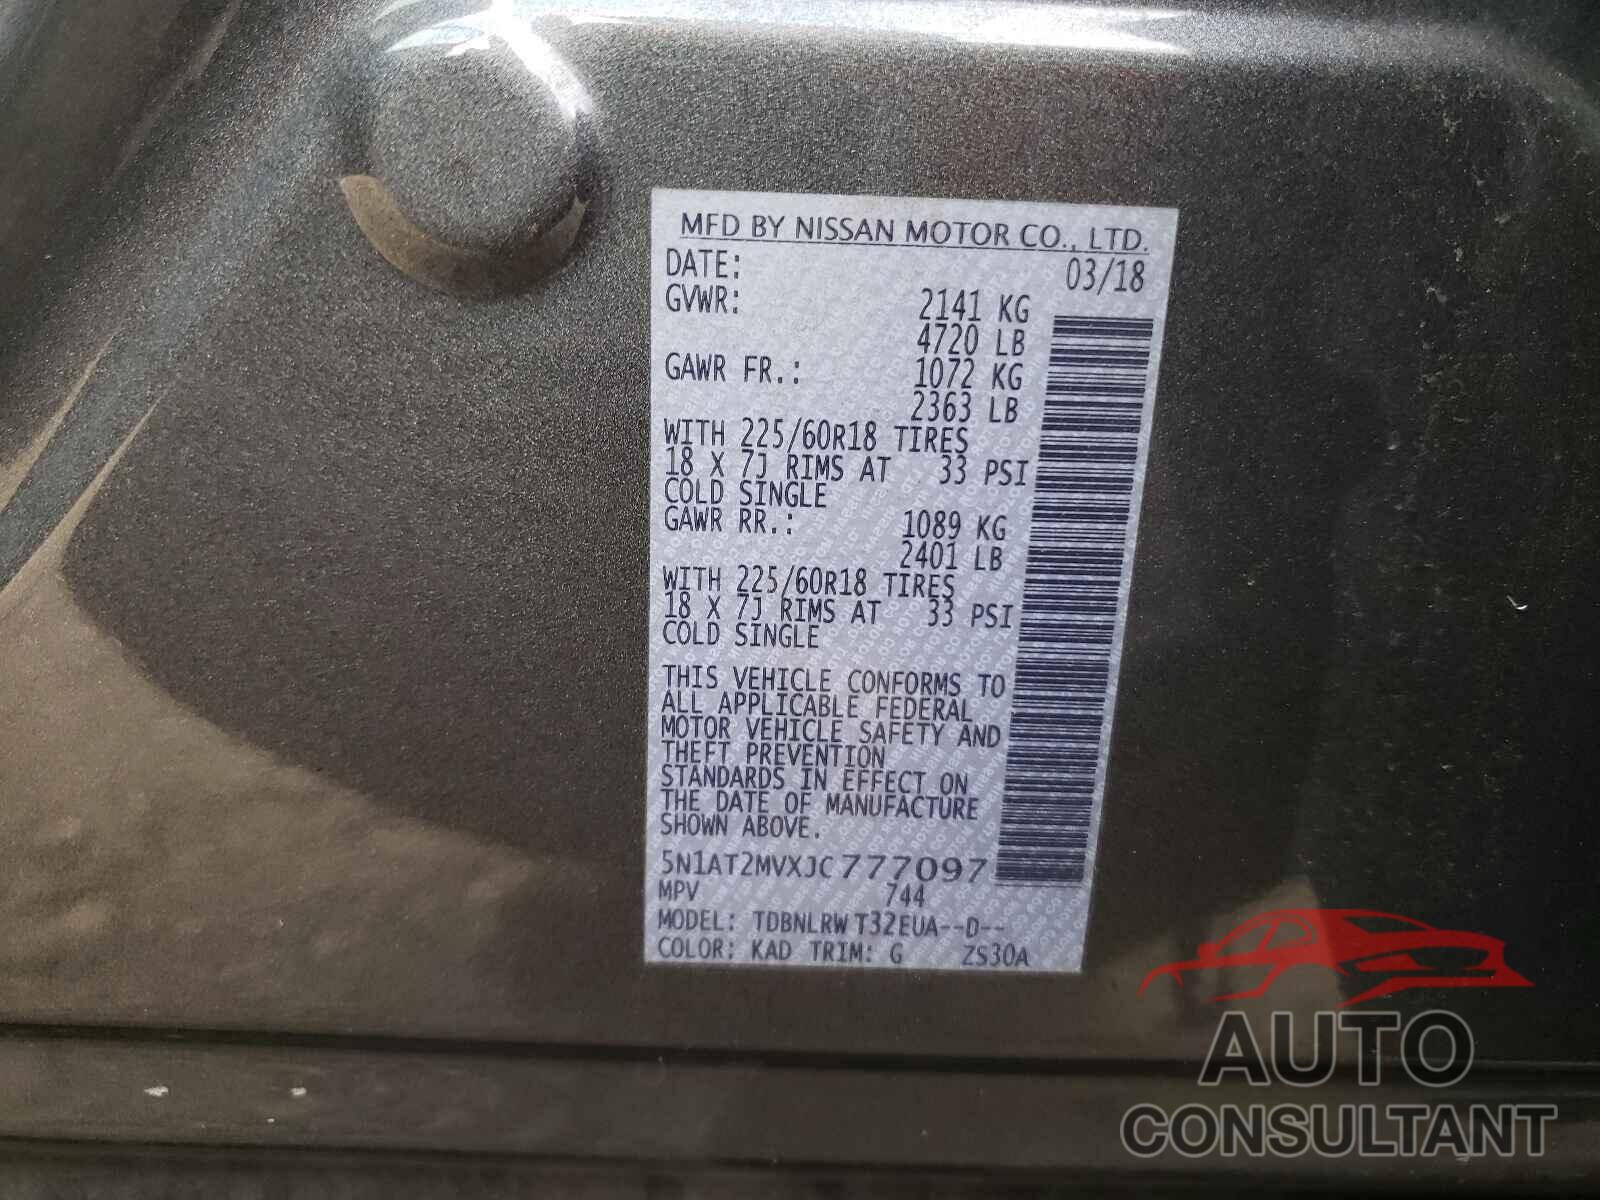 MFD BY NISSAN MOTOR CO., LTD.
DATE: 03/18
GVWR: 2141 KG
4720 LB
GAWR FR.: 1072 KG
2363 LB
WITH 225/60R18 TIRES
18 X 7J RIMS AT 33 PSI
COLD SINGLE
GAWR RR.: 1089 KG
2401 LB
WITH 225/60R18 TIRES
18 X 7J RIMS AT 33 PSI
COLD SINGLE
THIS VEHICLE CONFORMS TO
ALL APPLICABLE FEDERAL
MOTOR VEHICLE SAFETY AND
THEFT PREVENTION
STANDARDS IN EFFECT ON
THE DATE OF MANUFACTURE
SHOWN ABOVE.
5N1AT2MVXJC777097
MPV 744
MODEL: TDBNLRW T32EUA--D--
COLOR: KAD TRIM: G ZS30A
AUTO
CONSULTANT